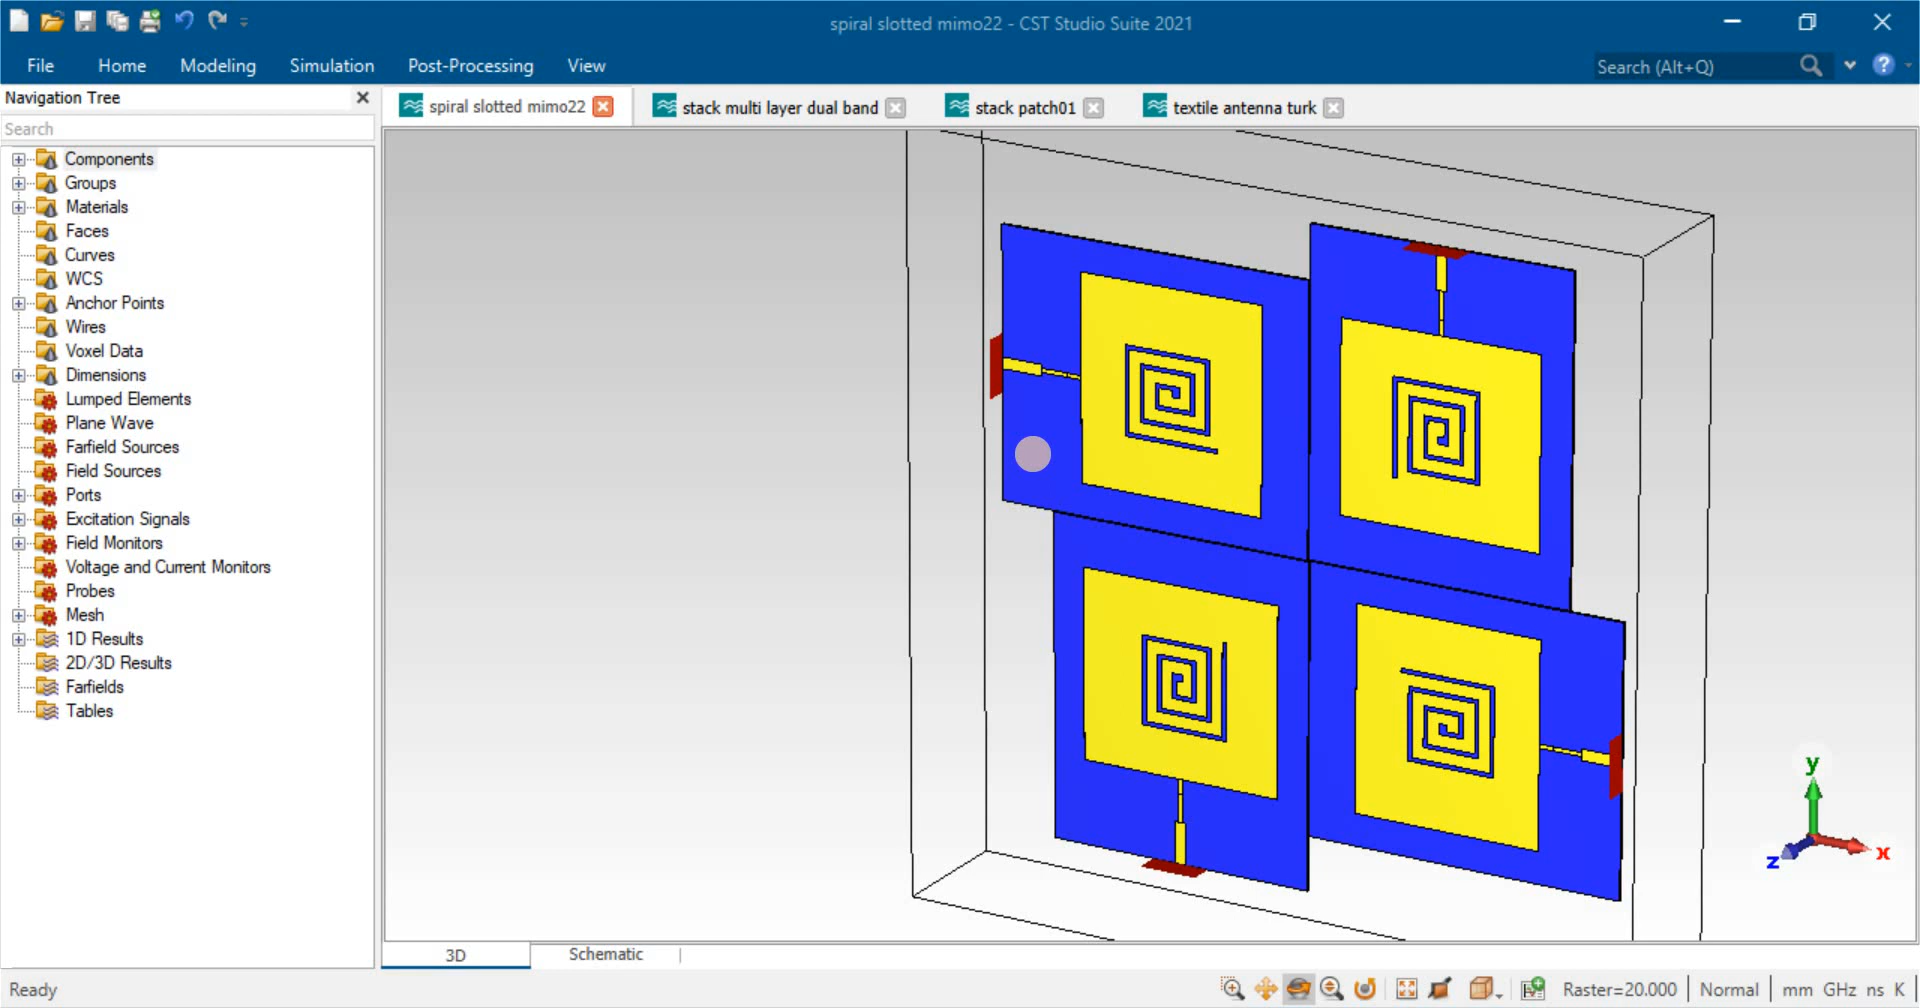 spiral slotted mimo22 - CST Studio Suite 2021
File Home Modeling Simulation Post-Processing View
Search (Alt+Q)
Navigation Tree
spiral slotted mimo22 stack multi layer dual band stack patch01 textile antenna turk
Search
Components
Groups
Materials
Faces
Curves
WCS
Anchor Points
Wires
Voxel Data
Dimensions
Lumped Elements
Plane Wave
Farfield Sources
Field Sources
Ports
Excitation Signals
Field Monitors
Voltage and Current Monitors
Probes
Mesh
1D Results
2D/3D Results
Farfields
Tables
y
z
x
3D Schematic
Ready
Raster=20.000 Normal mm GHz ns K